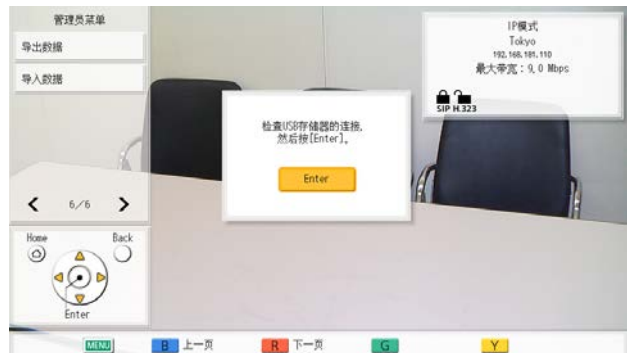 管理员菜单
导出数据
导入数据
6/6
Home
Back
Enter
IP模式
Tokyo
192.168.181.110
最大带宽：9.0 Mbps
SIP H.323
检查USB存储器的连接,
然后按[Enter]。
Enter
MENU
B 上一页
R 下一页
G
Y